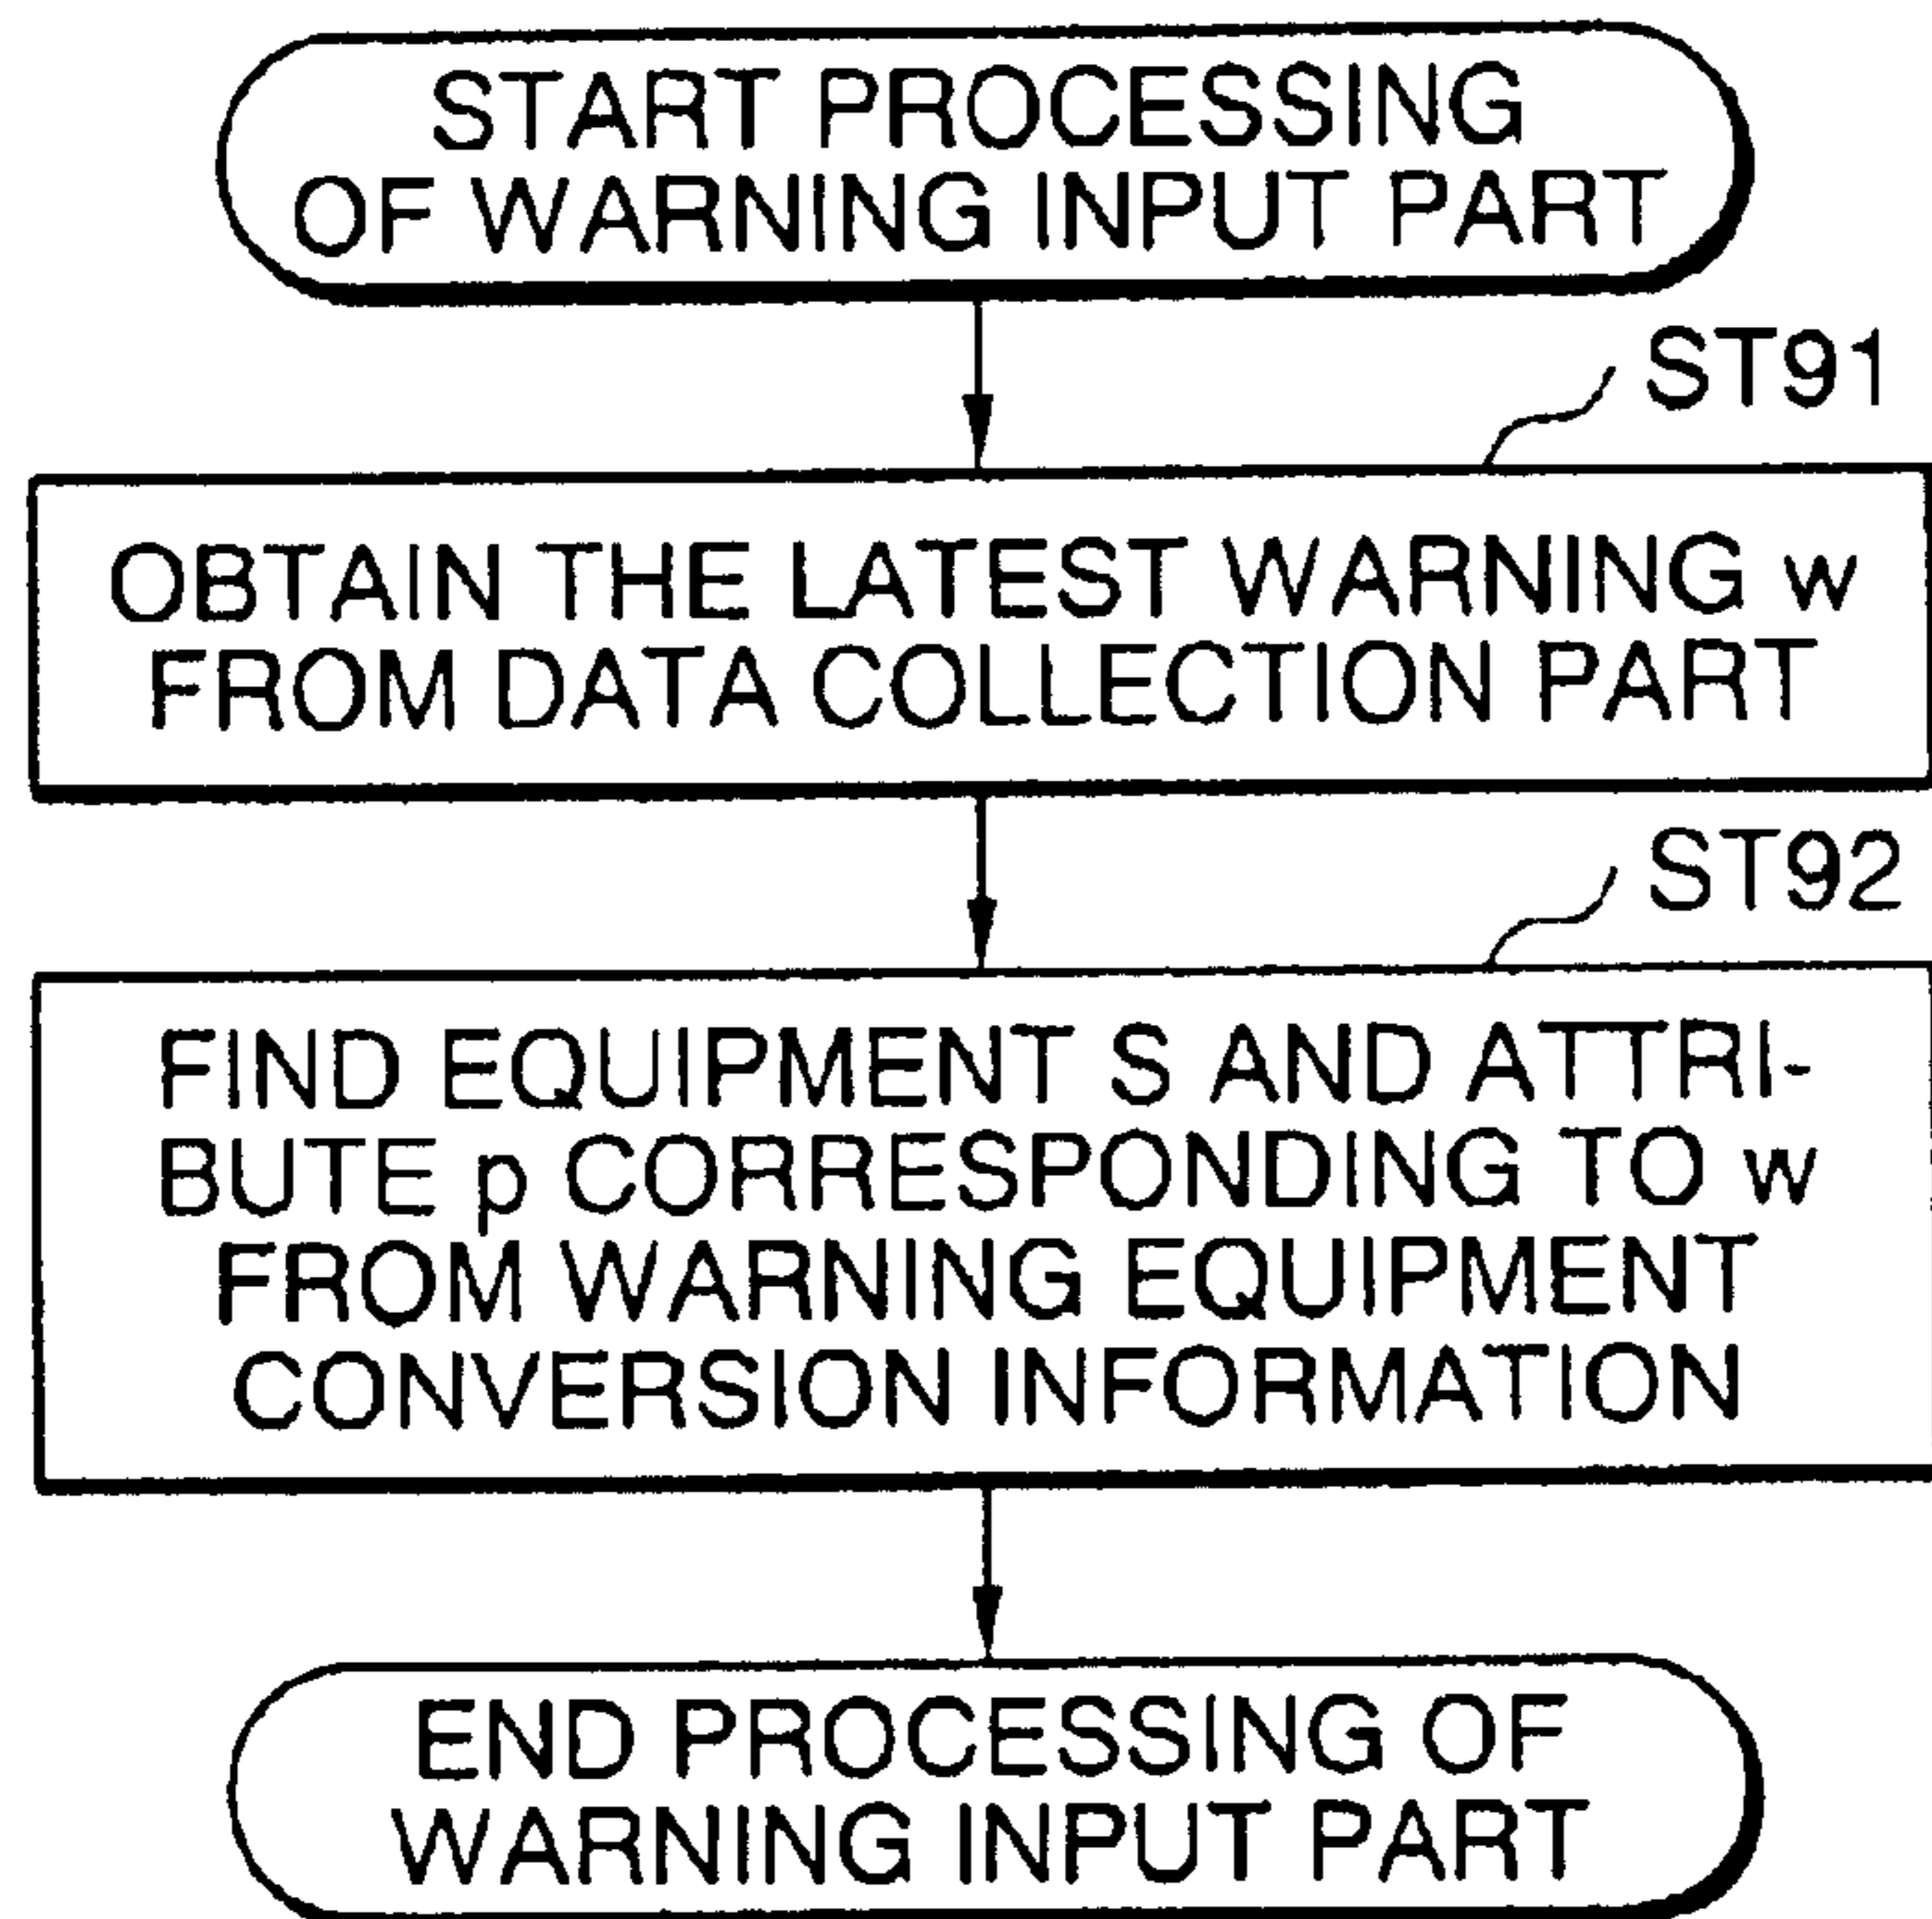 START PROCESSING
OF WARNING INPUT PART
ST91
OBTAIN THE LATEST WARNING w
FROM DATA COLLECTION PART
ST92
FIND EQUIPMENT S AND ATTRI-
BUTE p CORRESPONDING TO w
FROM WARNING EQUIPMENT
CONVERSION INFORMATION
END PROCESSING OF
WARNING INPUT PART